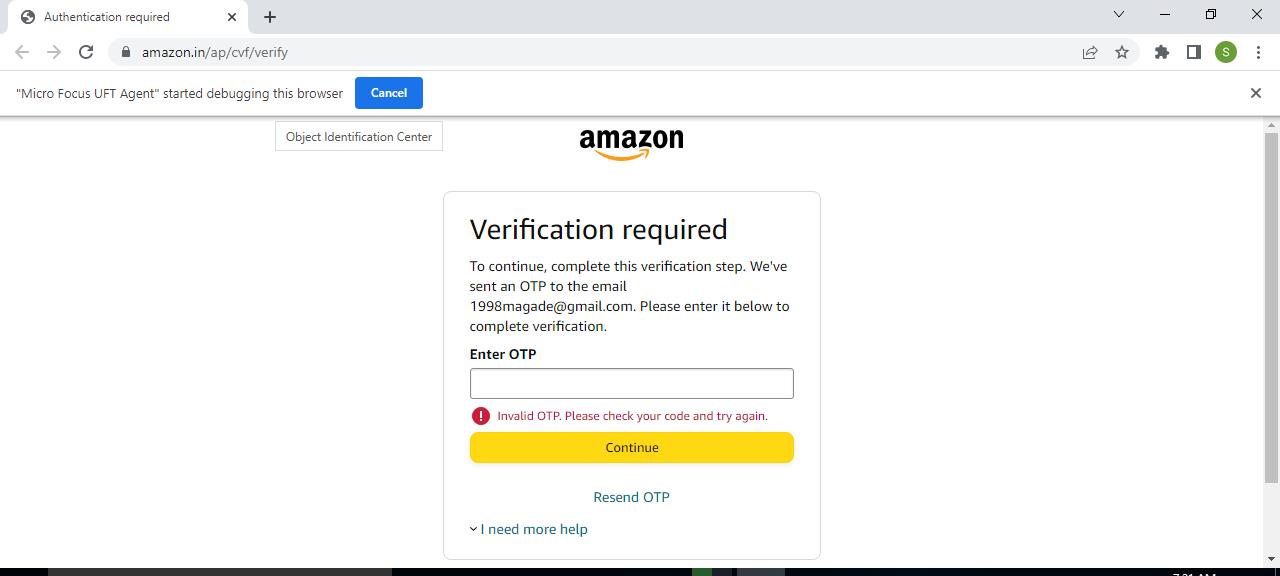 Authentication required
amazon.in/ap/cvf/verify
S
"Micro Focus UFT Agent" started debugging this browser
Cancel
Object Identification Center
amazon
Verification required
To continue, complete this verification step. We've
sent an OTP to the email
1998magade@gmail.com. Please enter it below to
complete verification.
Enter OTP
Invalid OTP. Please check your code and try again.
Continue
Resend OTP
I need more help